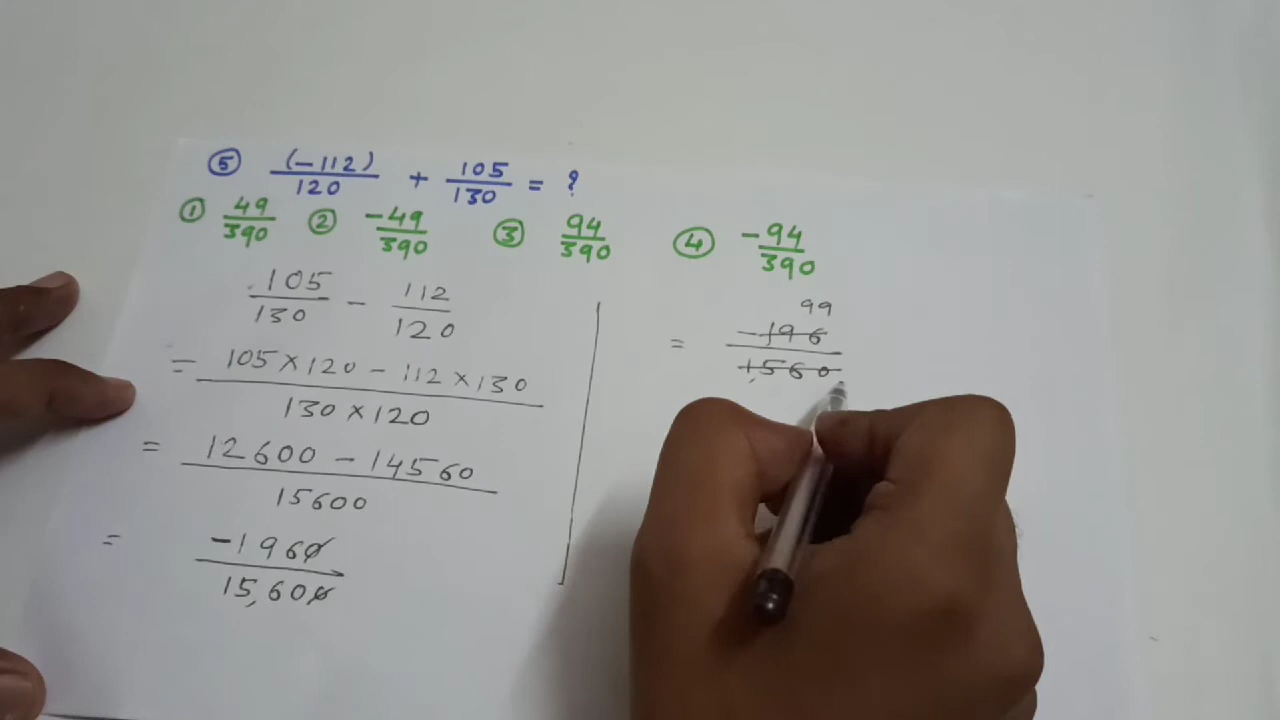 ⑤ (-112)/120 + 105/130 = ?
① 49/390 ② -49/390 ③ 94/390 ④ -94/390
105/130 - 112/120
= (105×120 - 112×130)/(130×120)
= (12600 - 14560)/15600
= -1960/15,600
99
= -196/1560